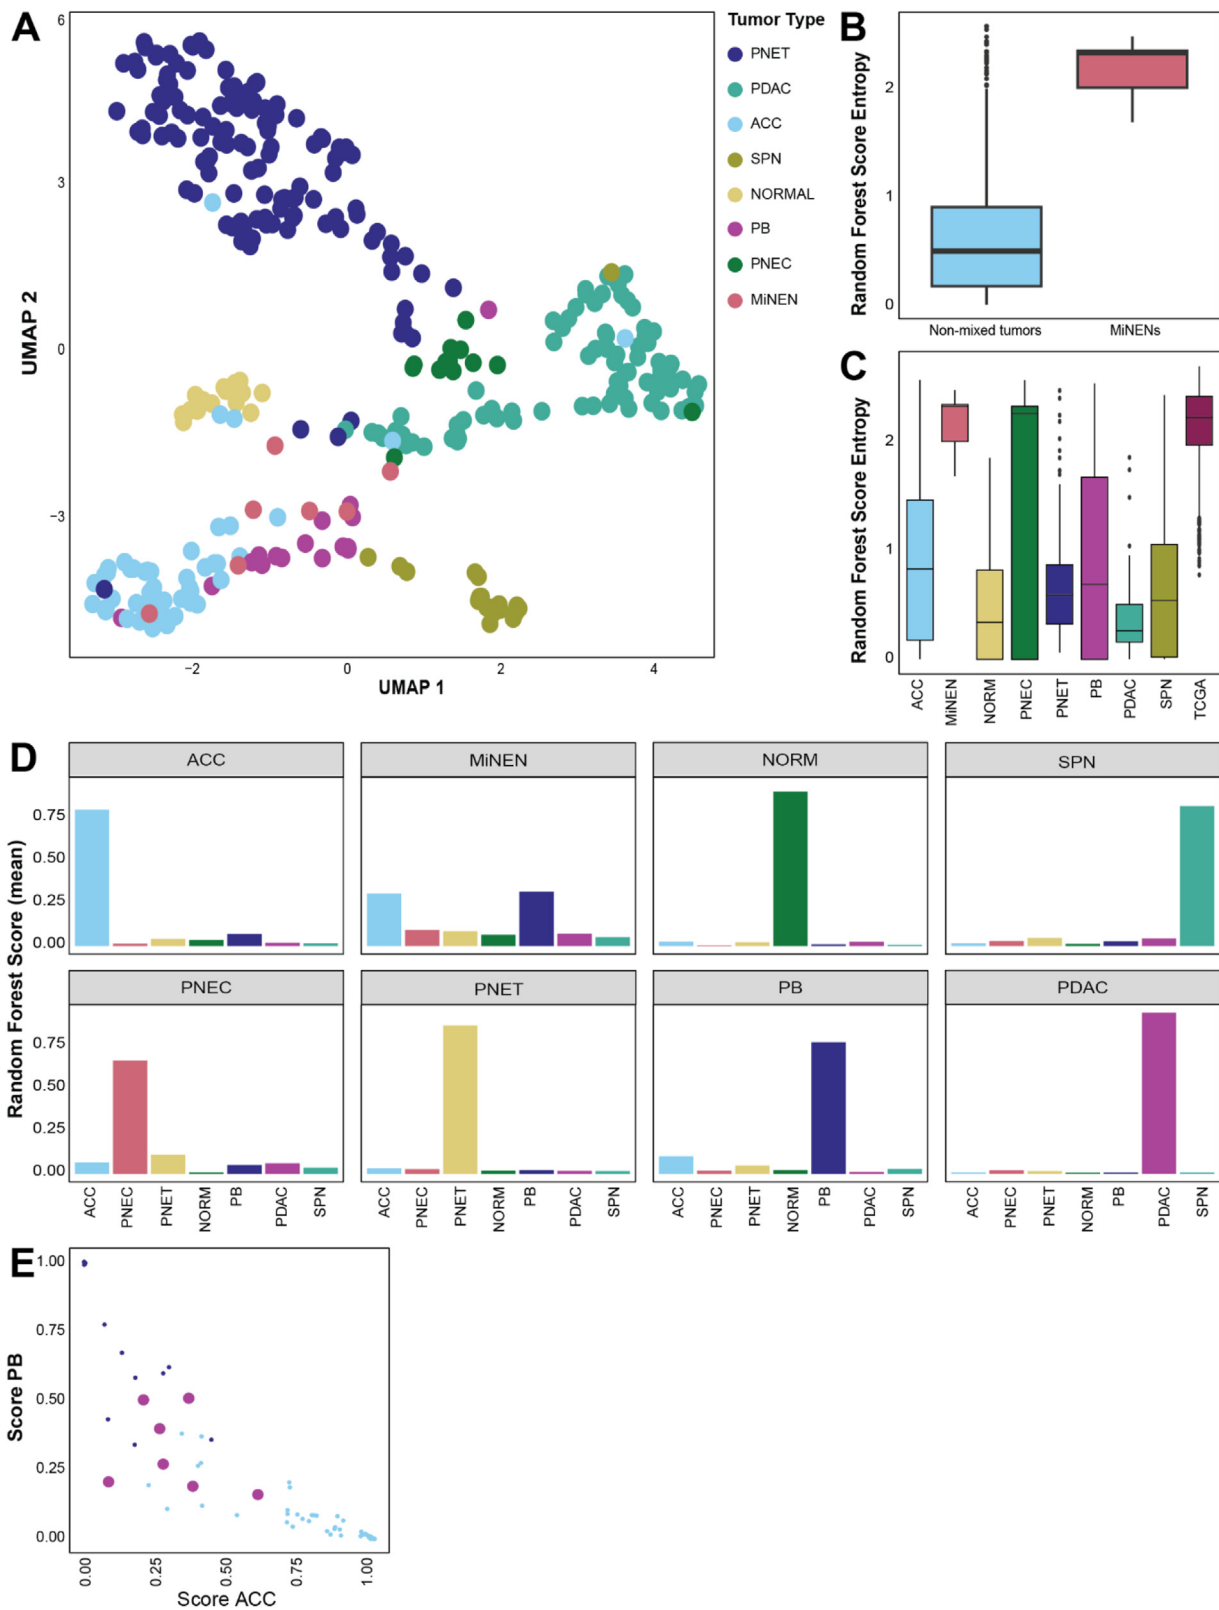 A
UMAP 2
6
3
0
−3
−2
0
2
4
UMAP 1
Tumor Type
PNET
PDAC
ACC
SPN
NORMAL
PB
PNEC
MiNEN
B
Random Forest Score Entropy
2
1
0
Non-mixed tumors
MiNENs
C
Random Forest Score Entropy
2
1
0
ACC
MiNEN
NORM
PNEC
PNET
PB
PDAC
SPN
TCGA
D
Random Forest Score (mean)
ACC
MiNEN
NORM
SPN
0.75
0.50
0.25
0.00
PNEC
PNET
PB
PDAC
0.75
0.50
0.25
0.00
ACC
PNEC
PNET
NORM
PB
PDAC
SPN
ACC
PNEC
PNET
NORM
PB
PDAC
SPN
ACC
PNEC
PNET
NORM
PB
PDAC
SPN
ACC
PNEC
PNET
NORM
PB
PDAC
SPN
E
Score PB
1.00
0.75
0.50
0.25
0.00
0.00
0.25
0.50
0.75
1.00
Score ACC